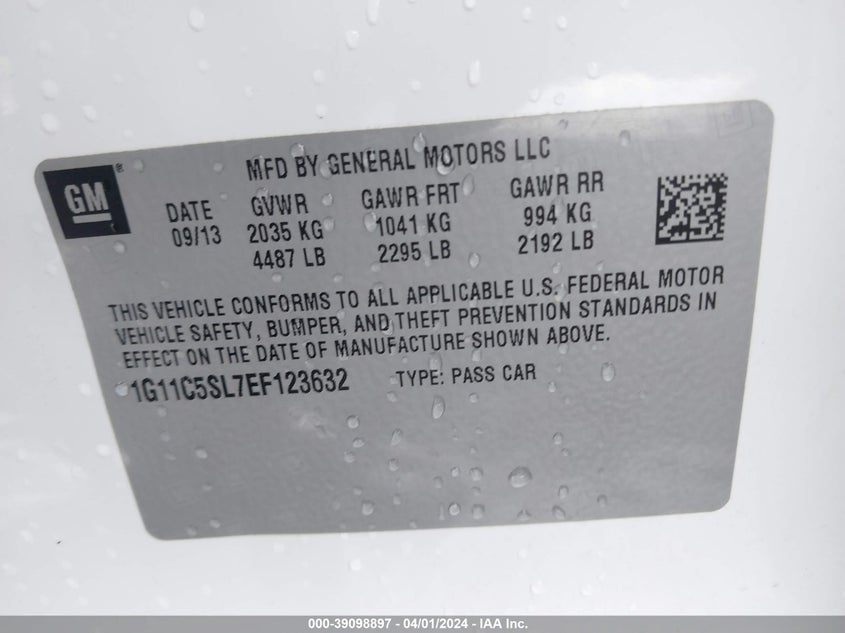 GM
®
MFD BY GENERAL MOTORS LLC
DATE GVWR GAWR FRT GAWR RR
09/13 2035 KG 1041 KG 994 KG
4487 LB 2295 LB 2192 LB
THIS VEHICLE CONFORMS TO ALL APPLICABLE U.S. FEDERAL MOTOR
VEHICLE SAFETY, BUMPER, AND THEFT PREVENTION STANDARDS IN
EFFECT ON THE DATE OF MANUFACTURE SHOWN ABOVE.
1G11C5SL7EF123632 TYPE: PASS CAR
000-39098897 - 04/01/2024 - IAA Inc.